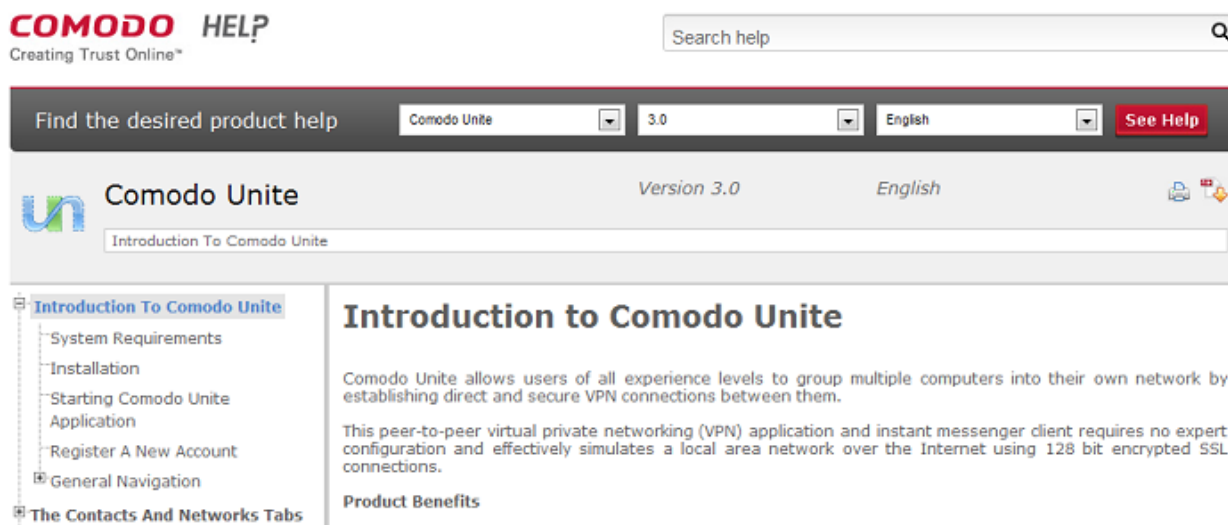 COMODO HELP
Creating Trust Online™
Search help
Find the desired product help
Comodo Unite
3.0
English
See Help
un
Comodo Unite
Version 3.0
English
Introduction To Comodo Unite
Introduction To Comodo Unite
System Requirements
Installation
Starting Comodo Unite
Application
Register A New Account
General Navigation
The Contacts And Networks Tabs
Introduction to Comodo Unite
Comodo Unite allows users of all experience levels to group multiple computers into their own network by
establishing direct and secure VPN connections between them.
This peer-to-peer virtual private networking (VPN) application and instant messenger client requires no expert
configuration and effectively simulates a local area network over the Internet using 128 bit encrypted SSL
connections.
Product Benefits